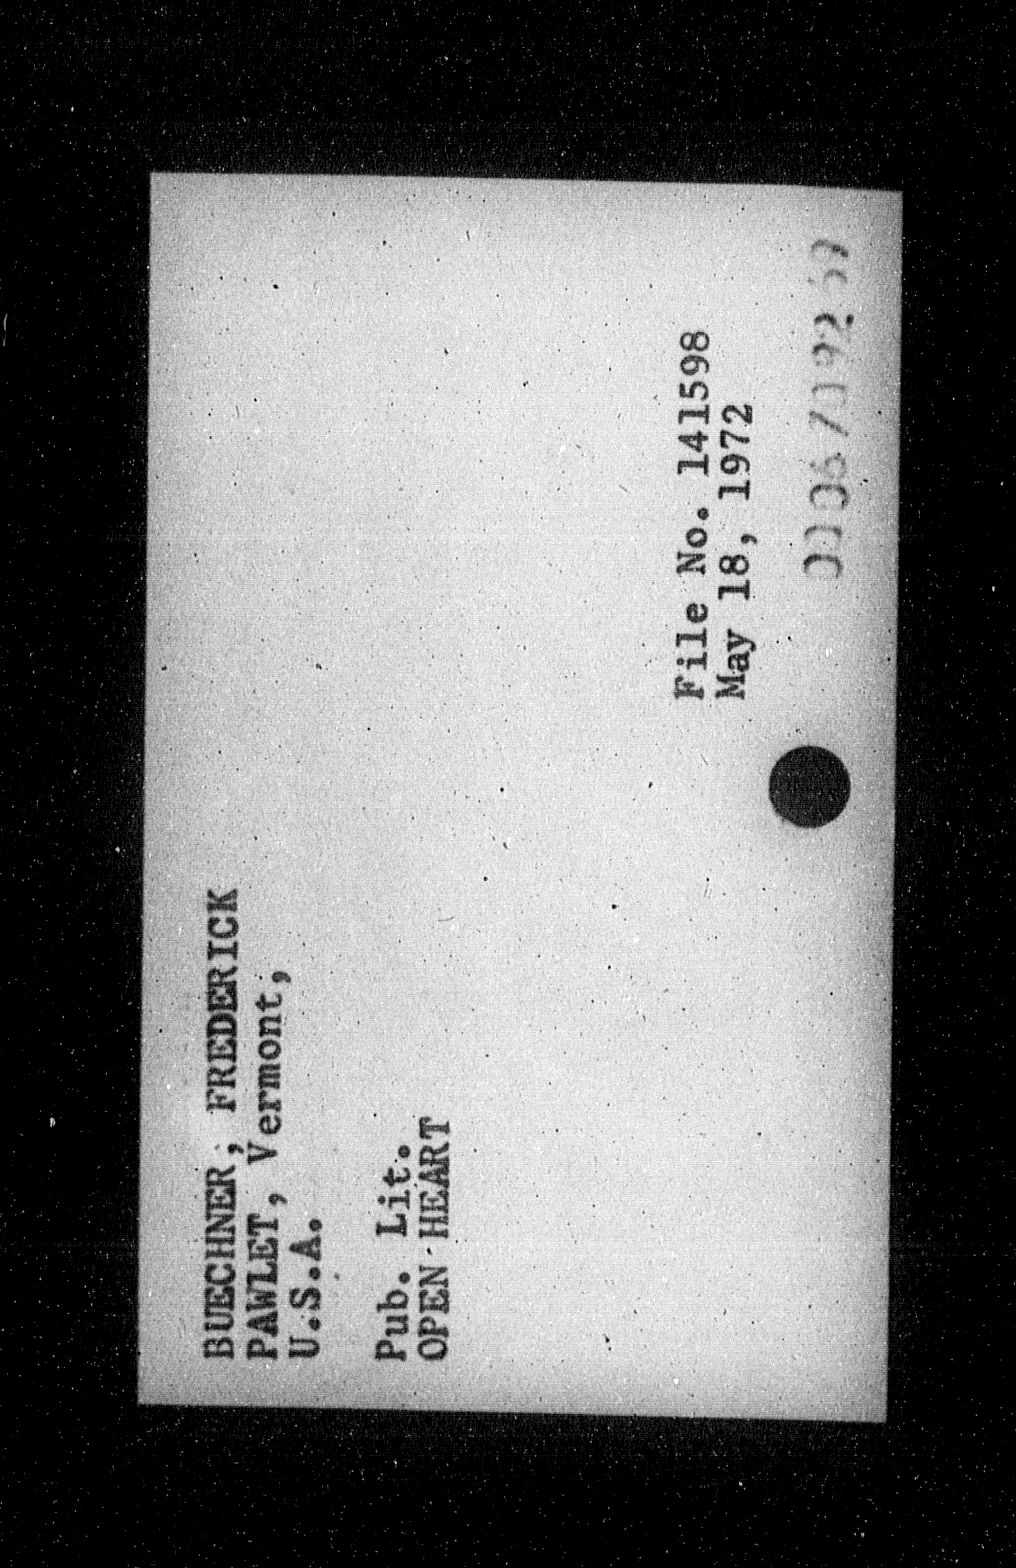 BUECHNER, FREDERICK
PAWLET, Vermont,
U.S.A.
Pub. Lit.
OPEN HEART
File No. 141598
May 18, 1972